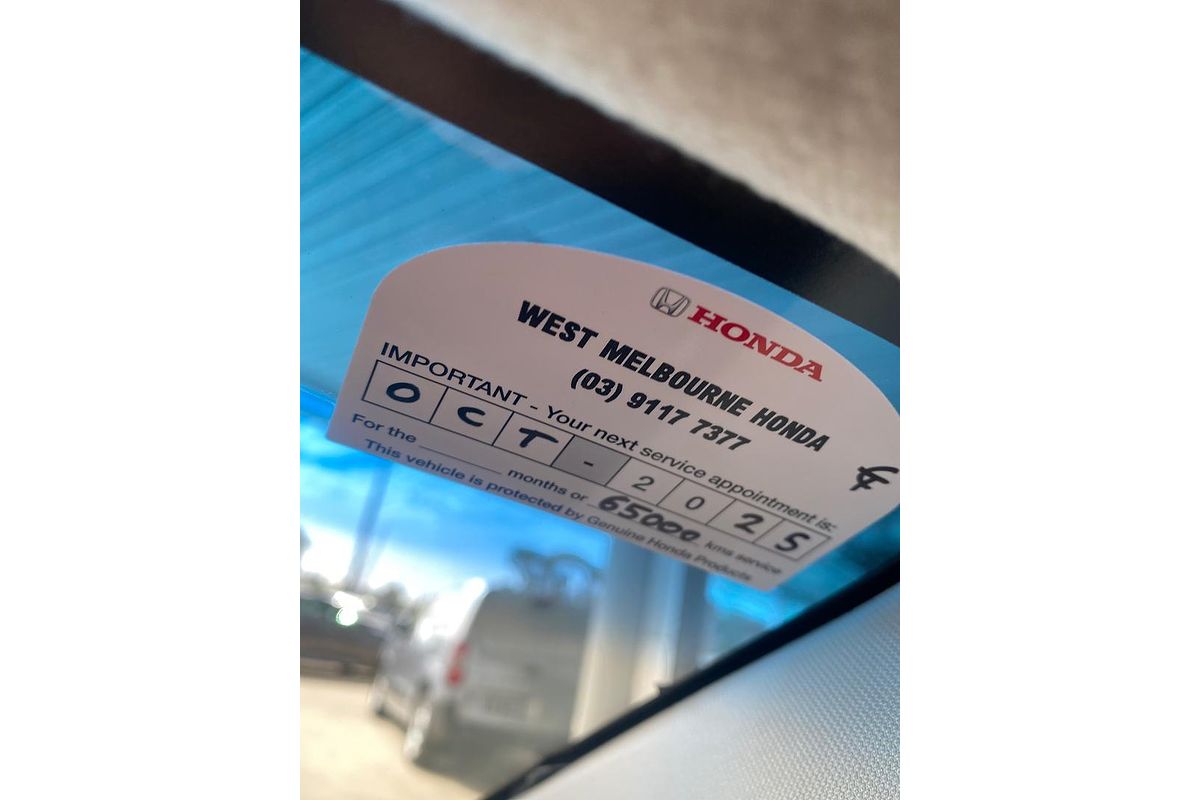 HONDA
WEST MELBOURNE HONDA
(03) 9117 7377
IMPORTANT - Your next service appointment is:
OCT-2025
For the ________ months or 65000 kms service
This vehicle is protected by Genuine Honda Products